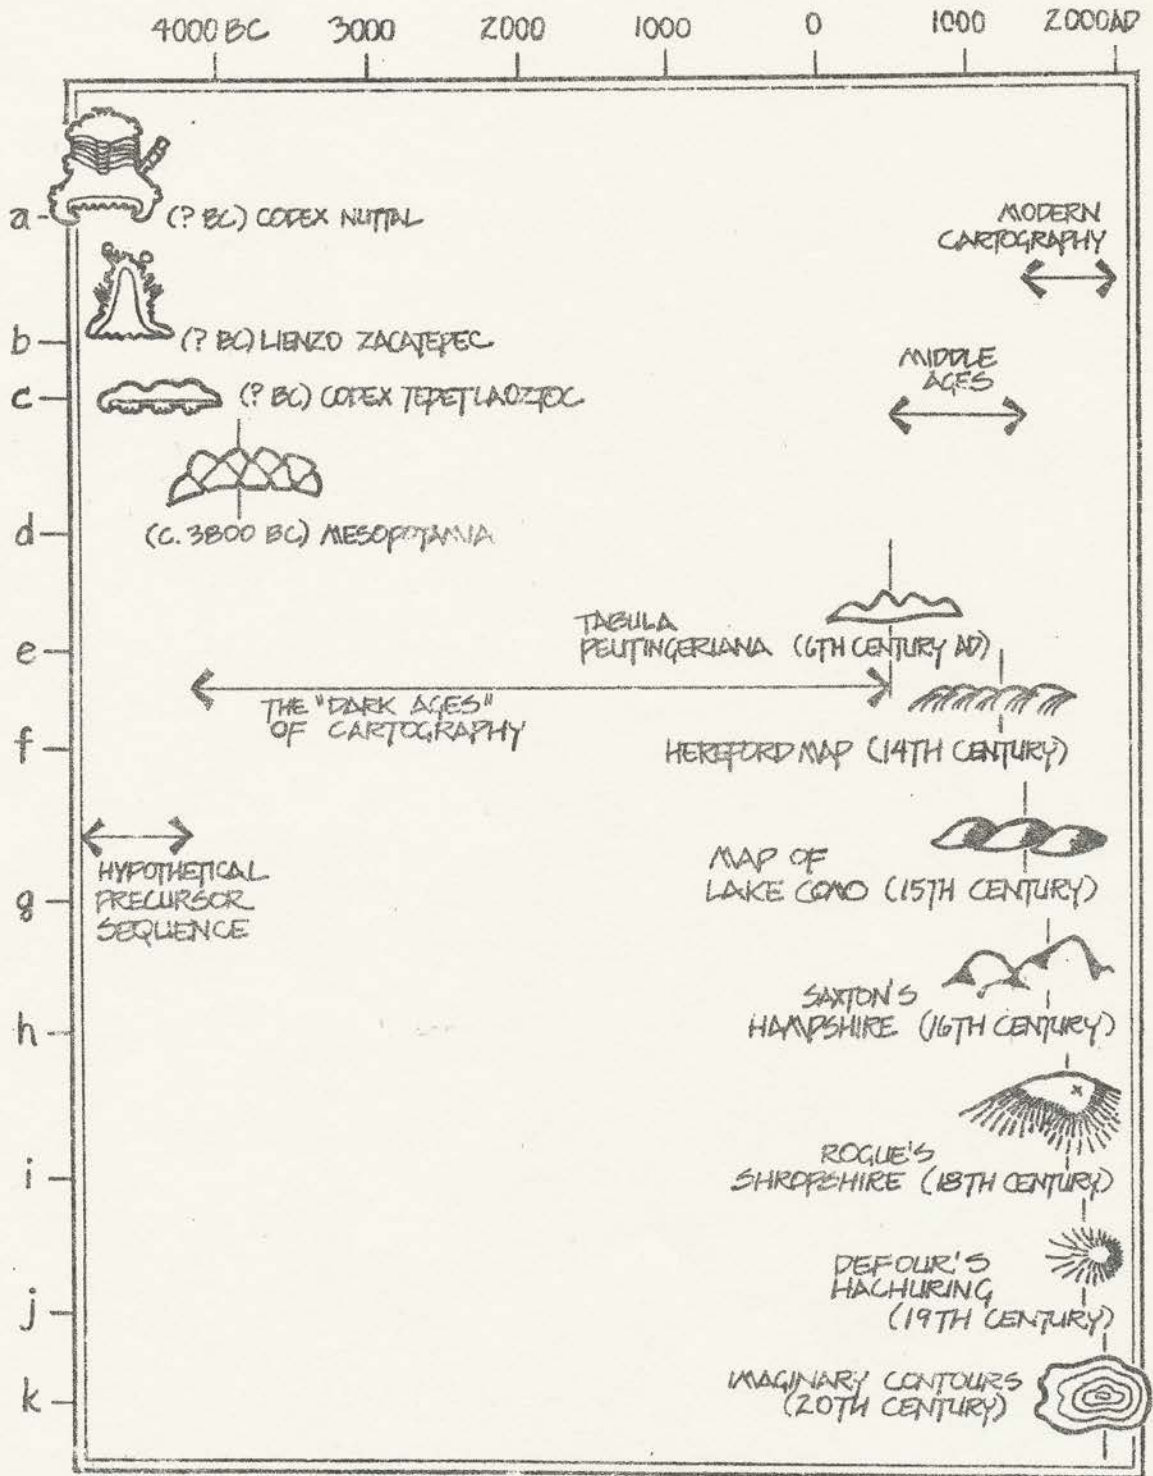 4000 BC 3000 2000 1000 0 1000 2000AD
a
(? BC) CODEX NUTTAL
MODERN
CARTOGRAPHY
b
(? BC) LIENZO ZACATEPEC
MIDDLE
AGES
c
(? BC) CODEX TEPETLAOZTOC
d
(C. 3800 BC) MESOPOTAMIA
TABULA
PEUTINGERIANA (6TH CENTURY AD)
e
THE "DARK AGES"
OF CARTOGRAPHY
f
HEREFORD MAP (14TH CENTURY)
HYPOTHETICAL
PRECURSOR
SEQUENCE
MAP OF
LAKE COMO (15TH CENTURY)
g
SAXTON'S
HAMPSHIRE (16TH CENTURY)
h
ROGUE'S
SHROPSHIRE (18TH CENTURY)
i
DEFOUR'S
HACHURING
(19TH CENTURY)
j
IMAGINARY CONTOURS
(20TH CENTURY)
k